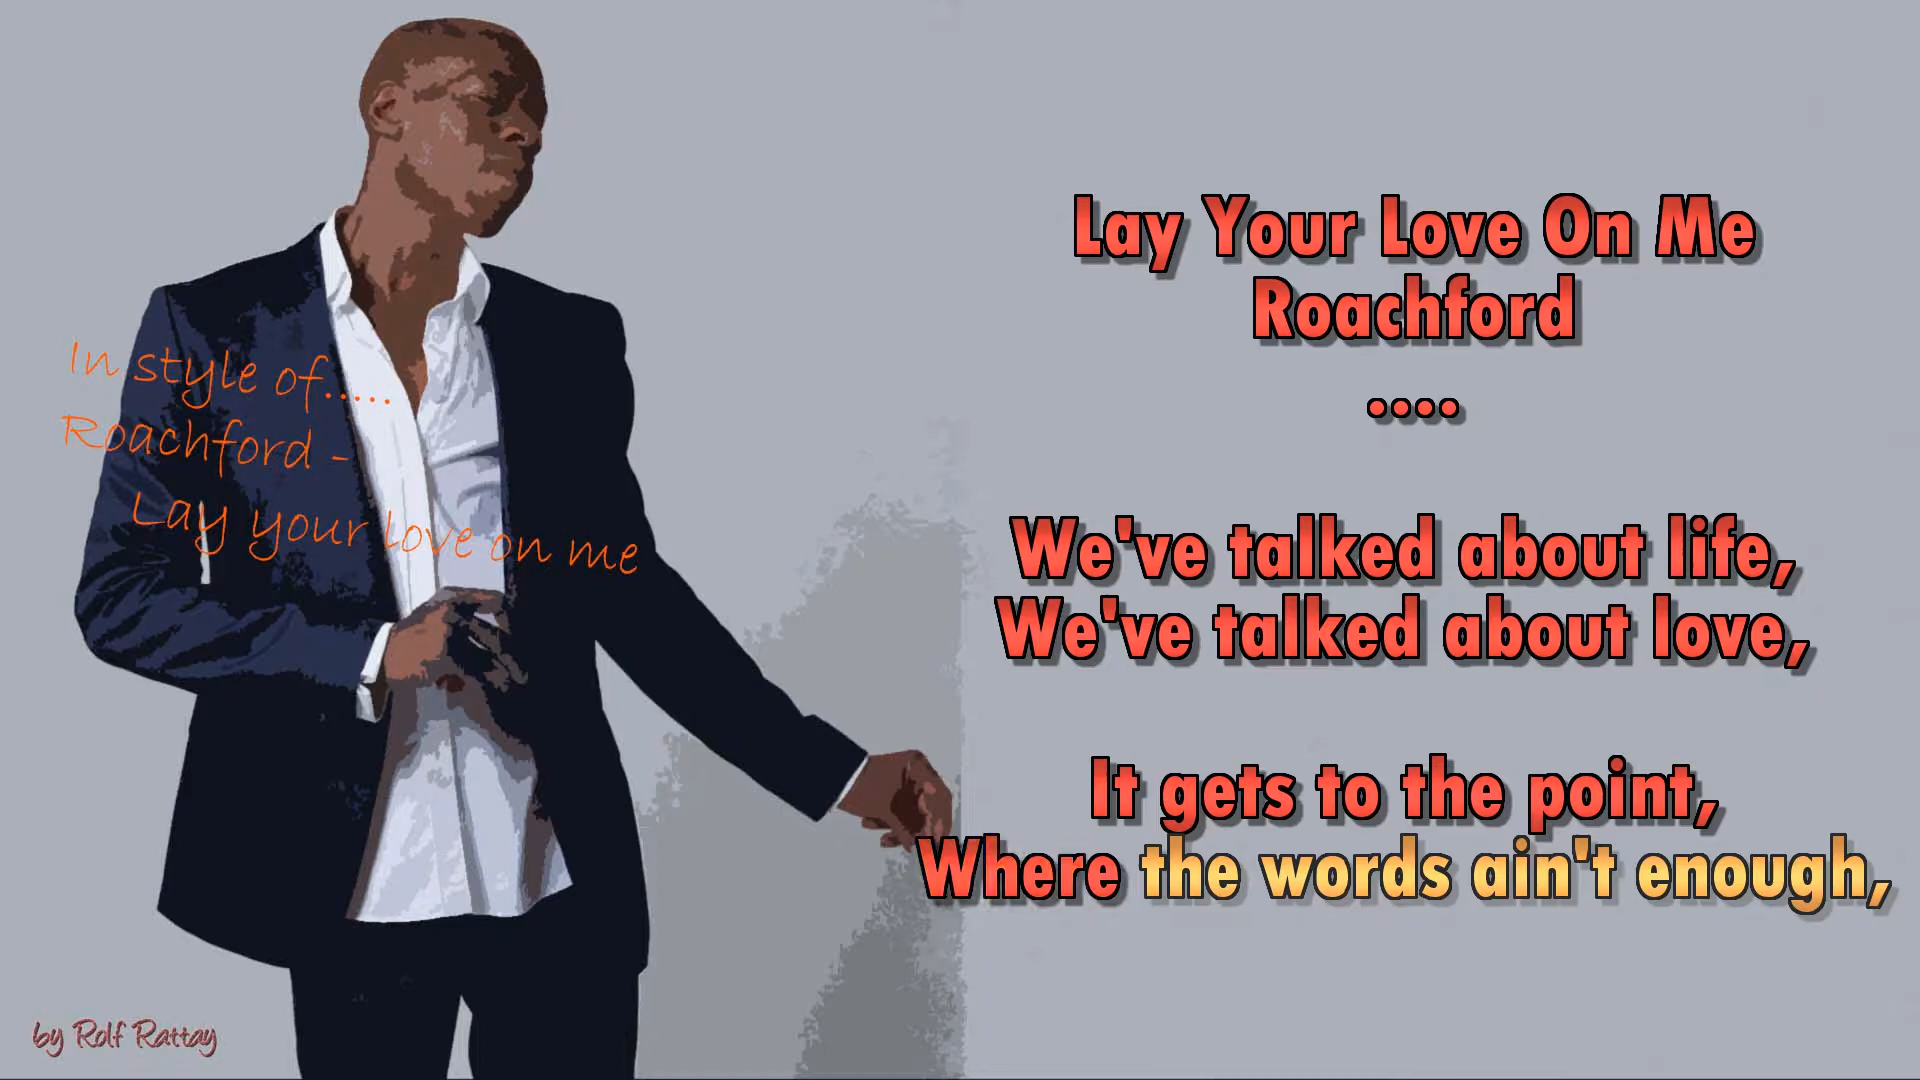 In style of.....
Roachford -
Lay your love on me
Lay Your Love On Me
Roachford
....
We've talked about life,
We've talked about love,
It gets to the point,
Where the words ain't enough,
by Rolf Rattay